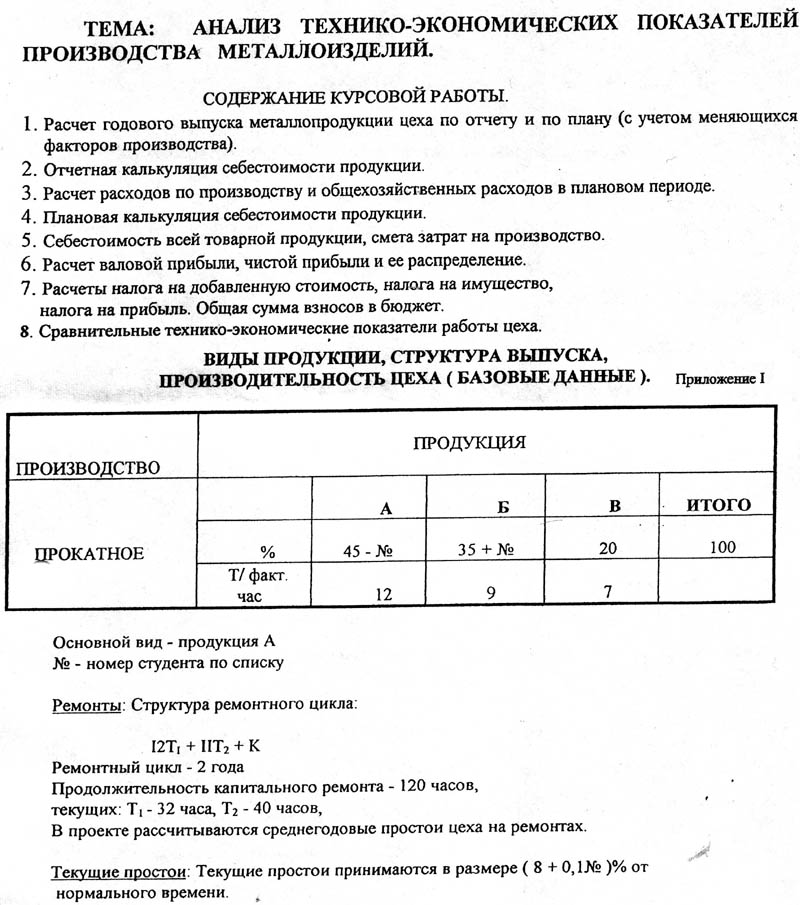 ТЕМА: АНАЛИЗ ТЕХНИКО-ЭКОНОМИЧЕСКИХ ПОКАЗАТЕЛЕЙ
ПРОИЗВОДСТВА МЕТАЛЛОИЗДЕЛИЙ.
СОДЕРЖАНИЕ КУРСОВОЙ РАБОТЫ.
1. Расчет годового выпуска металлопродукции цеха по отчету и по плану (с учетом меняющихся
факторов производства).
2. Отчетная калькуляция себестоимости продукции.
3. Расчет расходов по производству и общехозяйственных расходов в плановом периоде.
4. Плановая калькуляция себестоимости продукции.
5. Себестоимость всей товарной продукции, смета затрат на производство.
6. Расчет валовой прибыли, чистой прибыли и ее распределение.
7. Расчеты налога на добавленную стоимость, налога на имущество,
налога на прибыль. Общая сумма взносов в бюджет.
8. Сравнительные технико-экономические показатели работы цеха.
ВИДЫ ПРОДУКЦИИ, СТРУКТУРА ВЫПУСКА,
ПРОИЗВОДИТЕЛЬНОСТЬ ЦЕХА ( БАЗОВЫЕ ДАННЫЕ ). Приложение I
ПРОИЗВОДСТВО ПРОДУКЦИЯ
А Б В ИТОГО
ПРОКАТНОЕ % 45 - № 35 + № 20 100
Т/ факт.
час 12 9 7
Основной вид - продукция А
№ - номер студента по списку
Ремонты: Структура ремонтного цикла:
I2T₁ + IIT₂ + K
Ремонтный цикл - 2 года
Продолжительность капитального ремонта - 120 часов,
текущих: T₁ - 32 часа, T₂ - 40 часов,
В проекте рассчитываются среднегодовые простои цеха на ремонтах.
Текущие простои: Текущие простои принимаются в размере ( 8 + 0,1№ )% от
нормального времени.